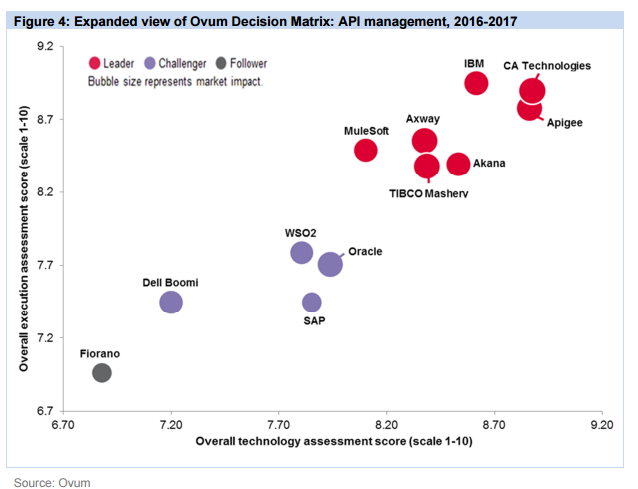 Figure 4: Expanded view of Ovum Decision Matrix: API management, 2016-2017
9.2
Leader Challenger Follower
Bubble size represents market impact.
IBM
CA Technologies
8.7
Axway
Apigee
MuleSoft
Akana
8.2
TIBCO Mashery
WSO2
Oracle
7.7
Dell Boomi
SAP
7.2
Fiorano
6.7
6.70 7.20 7.70 8.20 8.70 9.20
Overall execution assessment score (scale 1-10)
Overall technology assessment score (scale 1-10)
Source: Ovum